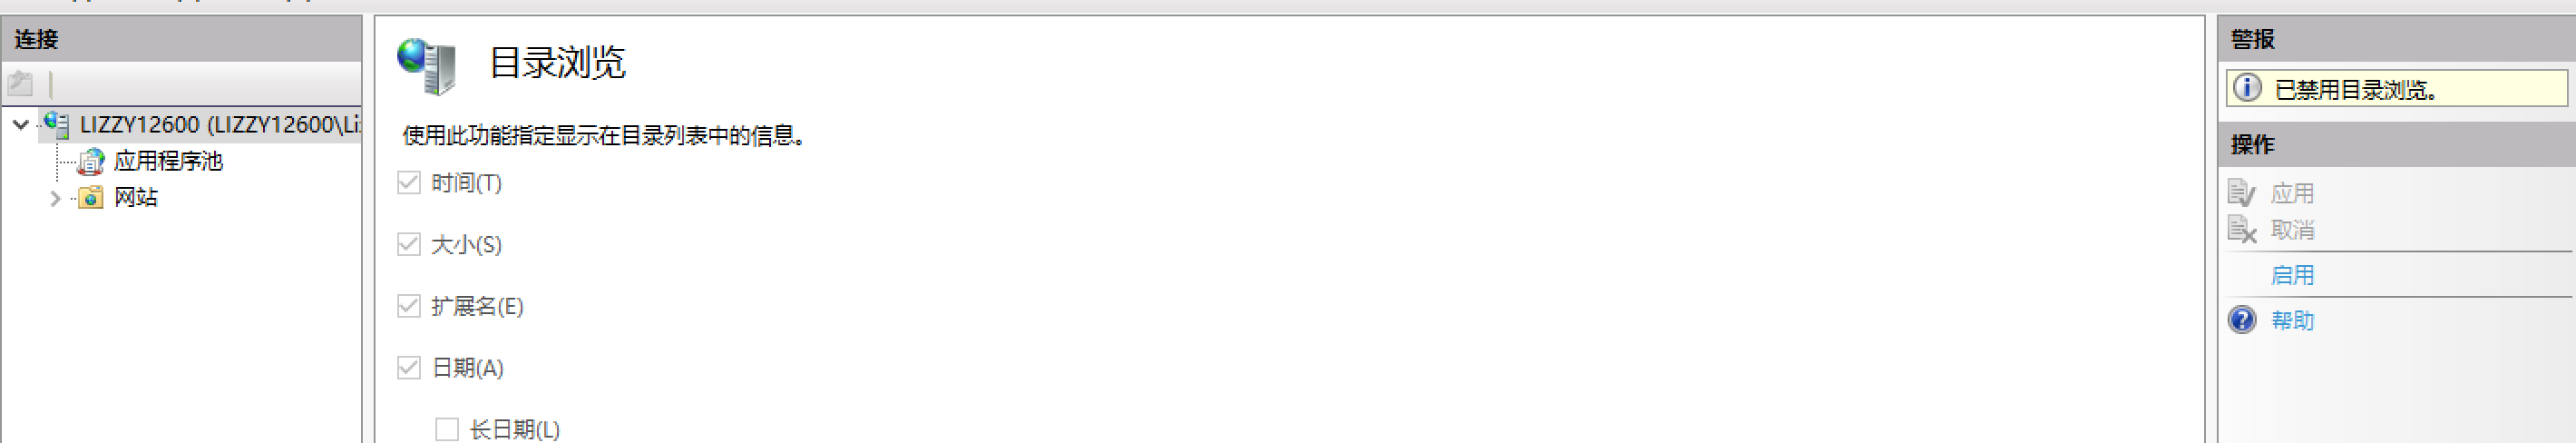 连接
LIZZY12600 (LIZZY12600\Li
应用程序池
网站
目录浏览
使用此功能指定显示在目录列表中的信息。
时间(T)
大小(S)
扩展名(E)
日期(A)
长日期(L)
警报
已禁用目录浏览。
操作
应用
取消
启用
帮助